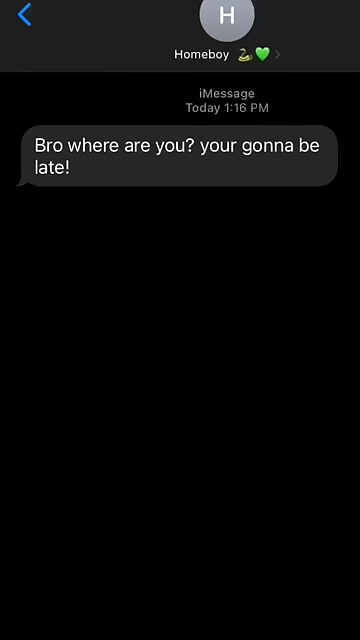 H
Homeboy 🐍💚
iMessage
Today 1:16 PM
Bro where are you? your gonna be
late!